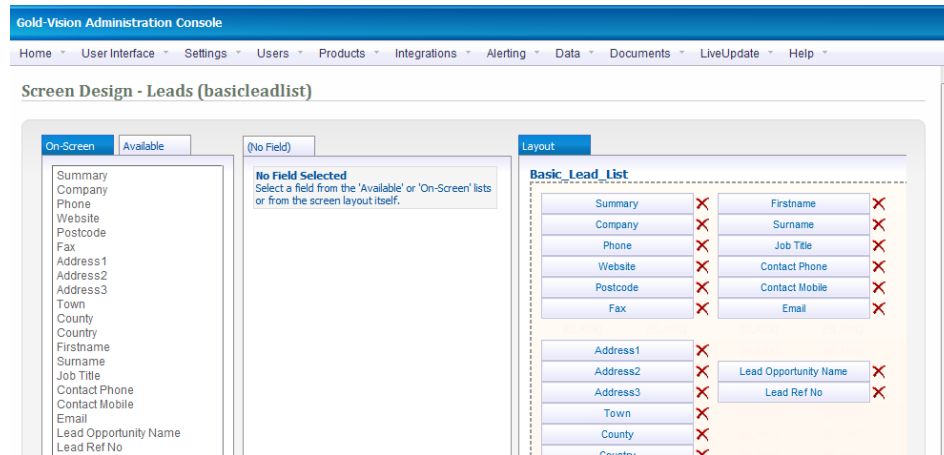 Gold-Vision Administration Console
Home User Interface Settings Users Products Integrations Alerting Data Documents LiveUpdate Help
Screen Design - Leads (basicleadlist)
On-Screen Available
Summary
Company
Phone
Website
Postcode
Fax
Address1
Address2
Address3
Town
County
Country
Firstname
Surname
Job Title
Contact Phone
Contact Mobile
Email
Lead Opportunity Name
Lead Ref No
(No Field)
No Field Selected
Select a field from the 'Available' or 'On-Screen' lists
or from the screen layout itself.
Layout
Basic_Lead_List
Summary Firstname
Company Surname
Phone Job Title
Website Contact Phone
Postcode Contact Mobile
Fax Email
Address1
Address2 Lead Opportunity Name
Address3 Lead Ref No
Town
County
Country